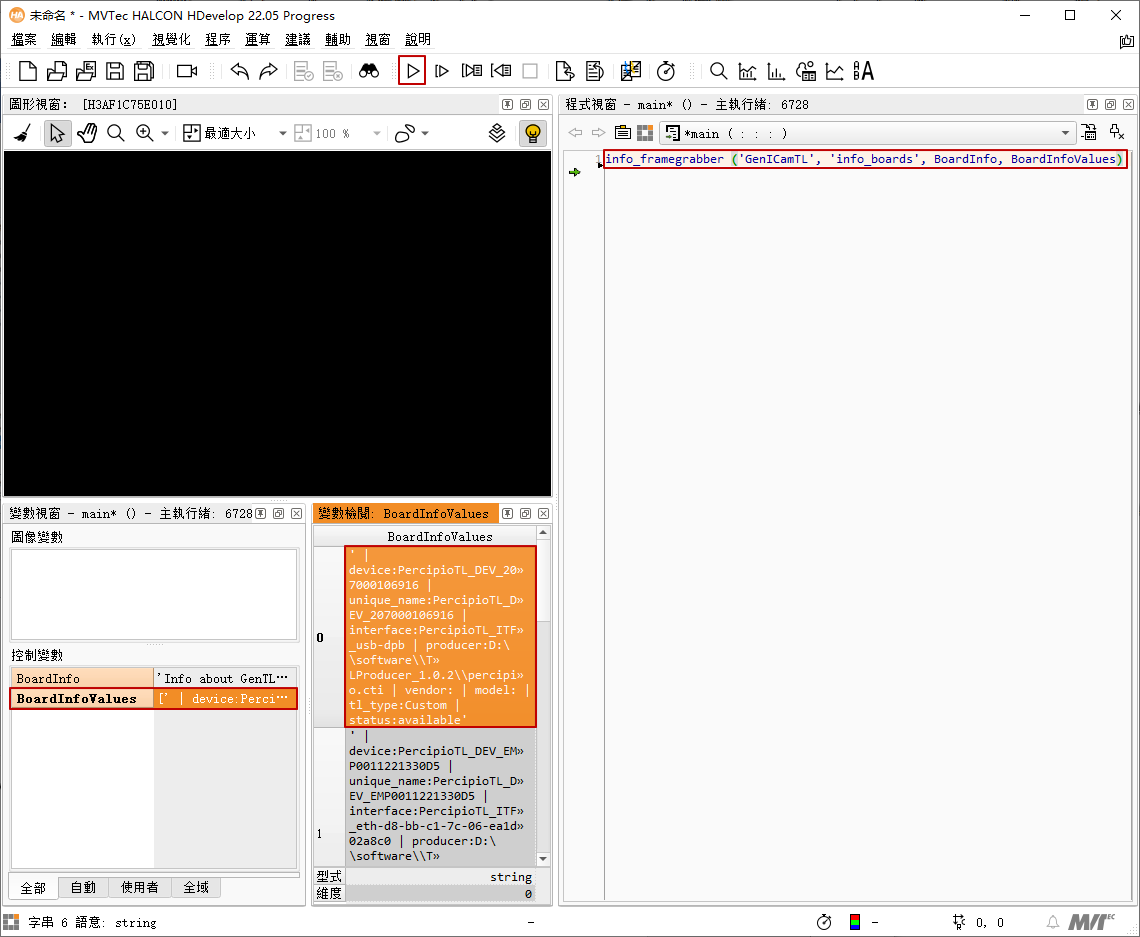 未命名 * - MVTec HALCON HDevelop 22.05 Progress
檔案 編輯 執行(x) 視覺化 程序 運算 建議 輔助 視窗 說明
圖形視窗: [H3AF1C75E010]
最適大小 100 %
程式視窗 - main* () - 主執行緒: 6728
*main ( : : : )
1 info_framegrabber ('GenICamTL', 'info_boards', BoardInfo, BoardInfoValues)
變數視窗 - main* () - 主執行緒: 6728
圖像變數
控制變數
BoardInfo 'Info about GenTL⋯
BoardInfoValues [' | device:Perci⋯
全部 自動 使用者 全域
變數檢閱: BoardInfoValues
BoardInfoValues
0
' |
device:PercipioTL_DEV_20»
7000106916 |
unique_name:PercipioTL_D»
EV_207000106916 |
interface:PercipioTL_ITF»
_usb-dpb | producer:D:\
\software\\T»
LProducer_1.0.2\\percipi»
o.cti | vendor: | model: |
tl_type:Custom |
status:available'
1
' |
device:PercipioTL_DEV_EM»
P0011221330D5 |
unique_name:PercipioTL_D»
EV_EMP0011221330D5 |
interface:PercipioTL_ITF»
_eth-d8-bb-c1-7c-06-ea1d»
02a8c0 | producer:D:\
\software\\T»
型式 string
維度 0
字串 6 語意: string
-
-
0, 0
MVTEC